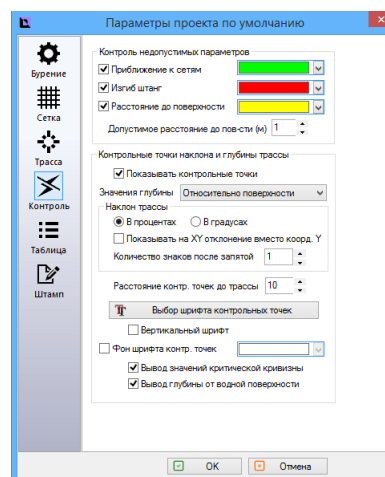 Параметры проекта по умолчанию
Бурение
Сетка
Трасса
Контроль
Таблица
Штамп
Контроль недопустимых параметров
Приближение к сетям
Изгиб штанг
Расстояние до поверхности
Допустимое расстояние до пов-сти (м) 1
Контрольные точки наклона и глубины трассы
Показывать контрольные точки
Значения глубины Относительно поверхности
Наклон трассы
В процентах В градусах
Показывать на XY отклонение вместо коорд. Y
Количество знаков после запятой 1
Расстояние контр. точек до трассы 10
Выбор шрифта контрольных точек
Вертикальный шрифт
Фон шрифта контр. точек
Вывод значений критической кривизны
Вывод глубины от водной поверхности
OK Отмена